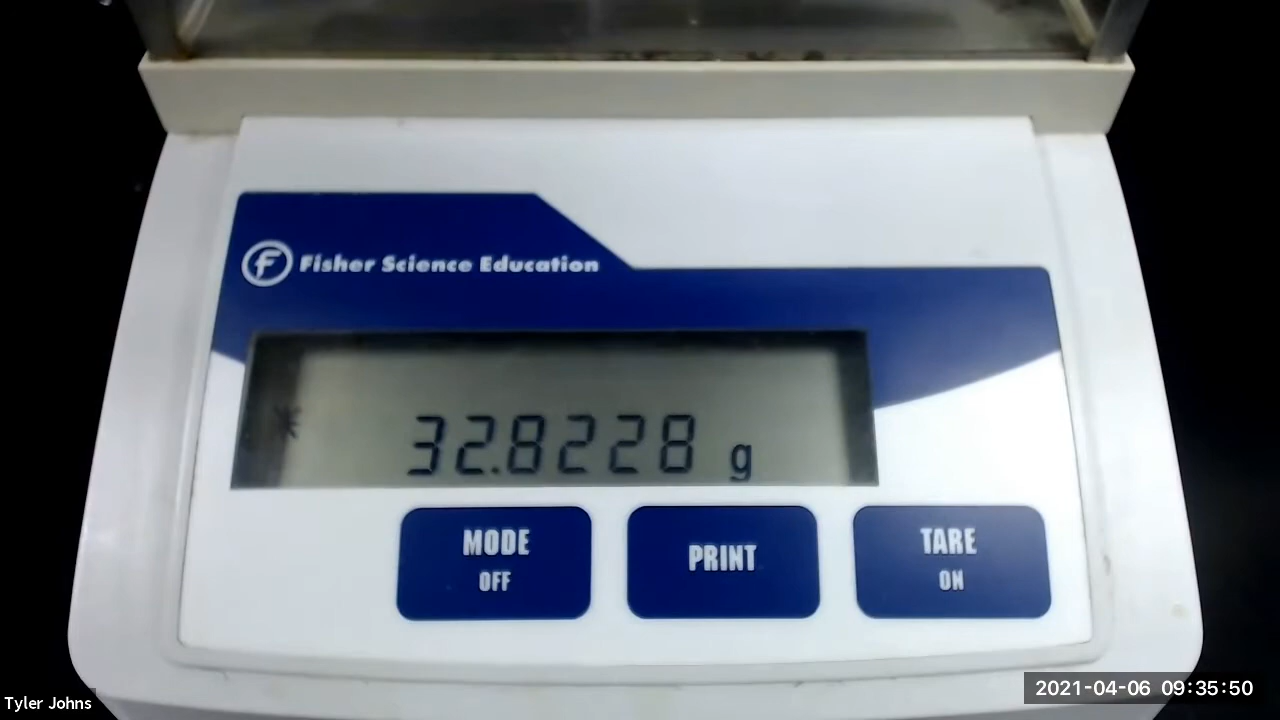 F Fisher Science Education
* 32.8228 g
MODE
OFF
PRINT
TARE
ON
Tyler Johns
2021-04-06 09:35:50